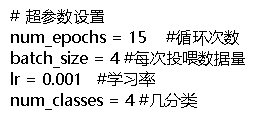 # 超参数设置
num_epochs = 15   #循环次数
batch_size = 4 #每次投喂数据量
lr = 0.001   #学习率
num_classes = 4 #几分类